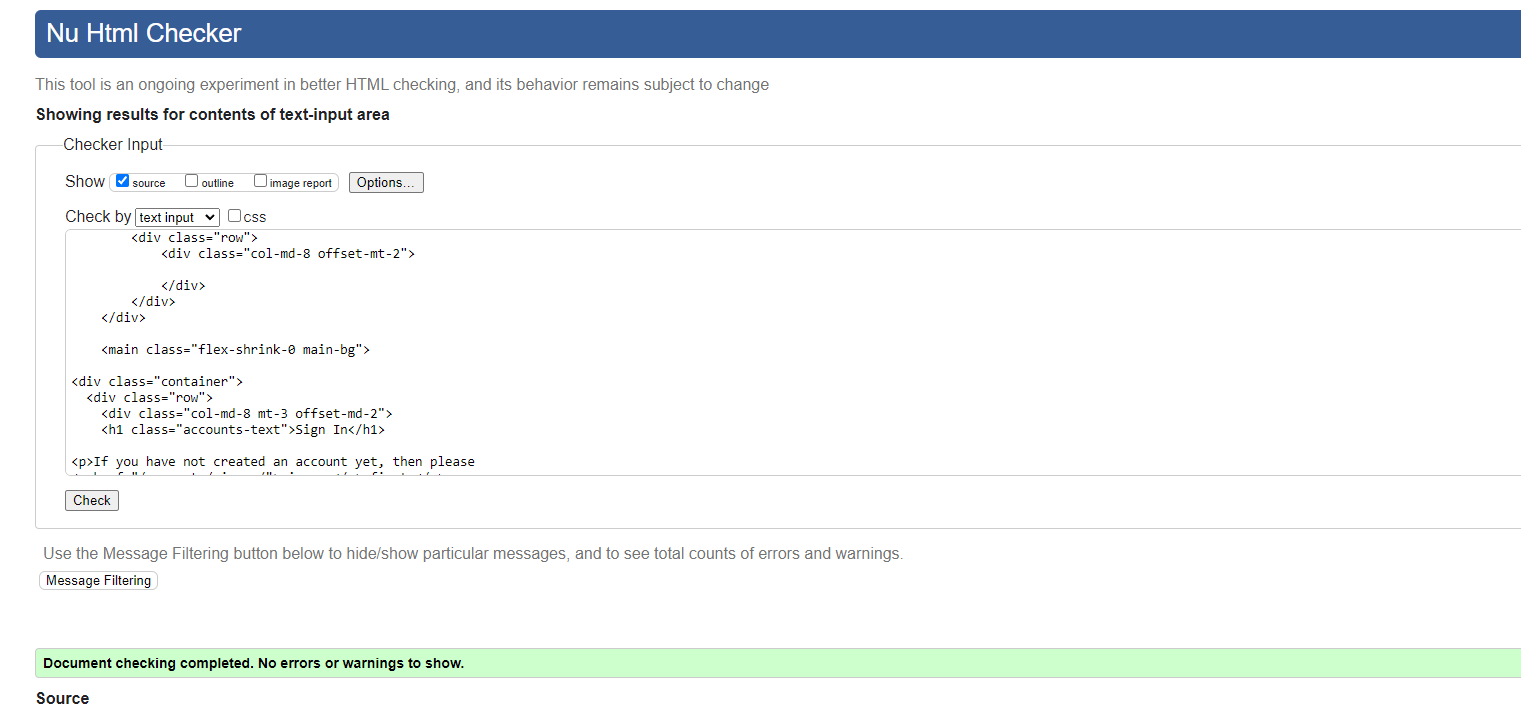 Nu Html Checker
This tool is an ongoing experiment in better HTML checking, and its behavior remains subject to change
Showing results for contents of text-input area
Checker Input
Show source outline image report Options...
Check by text input css
<div class="row">
<div class="col-md-8 offset-mt-2">
</div>
</div>
</div>
<main class="flex-shrink-0 main-bg">
<div class="container">
<div class="row">
<div class="col-md-8 mt-3 offset-md-2">
<h1 class="accounts-text">Sign In</h1>
<p>If you have not created an account yet, then please
Check
Use the Message Filtering button below to hide/show particular messages, and to see total counts of errors and warnings.
Message Filtering
Document checking completed. No errors or warnings to show.
Source